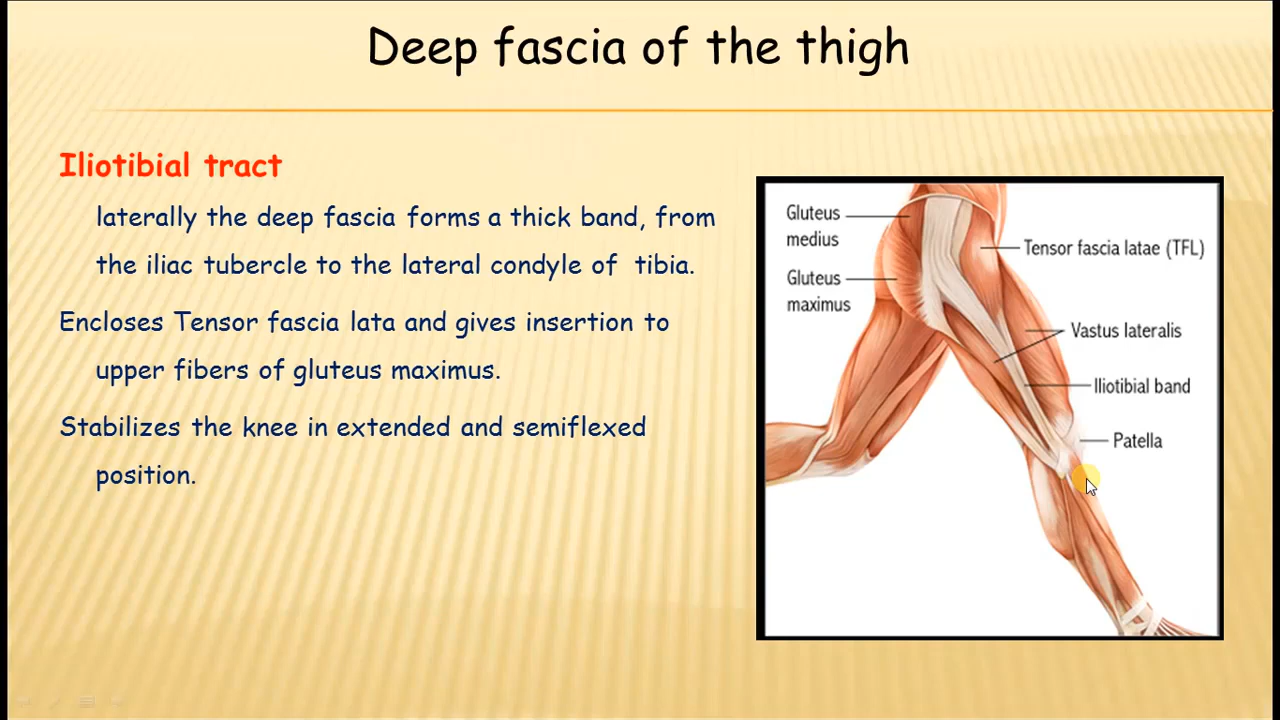 Deep fascia of the thigh
Iliotibial tract
laterally the deep fascia forms a thick band, from
the iliac tubercle to the lateral condyle of tibia.
Encloses Tensor fascia lata and gives insertion to
upper fibers of gluteus maximus.
Stabilizes the knee in extended and semiflexed
position.
Gluteus
medius
Gluteus
maximus
Tensor fascia latae (TFL)
Vastus lateralis
Iliotibial band
Patella